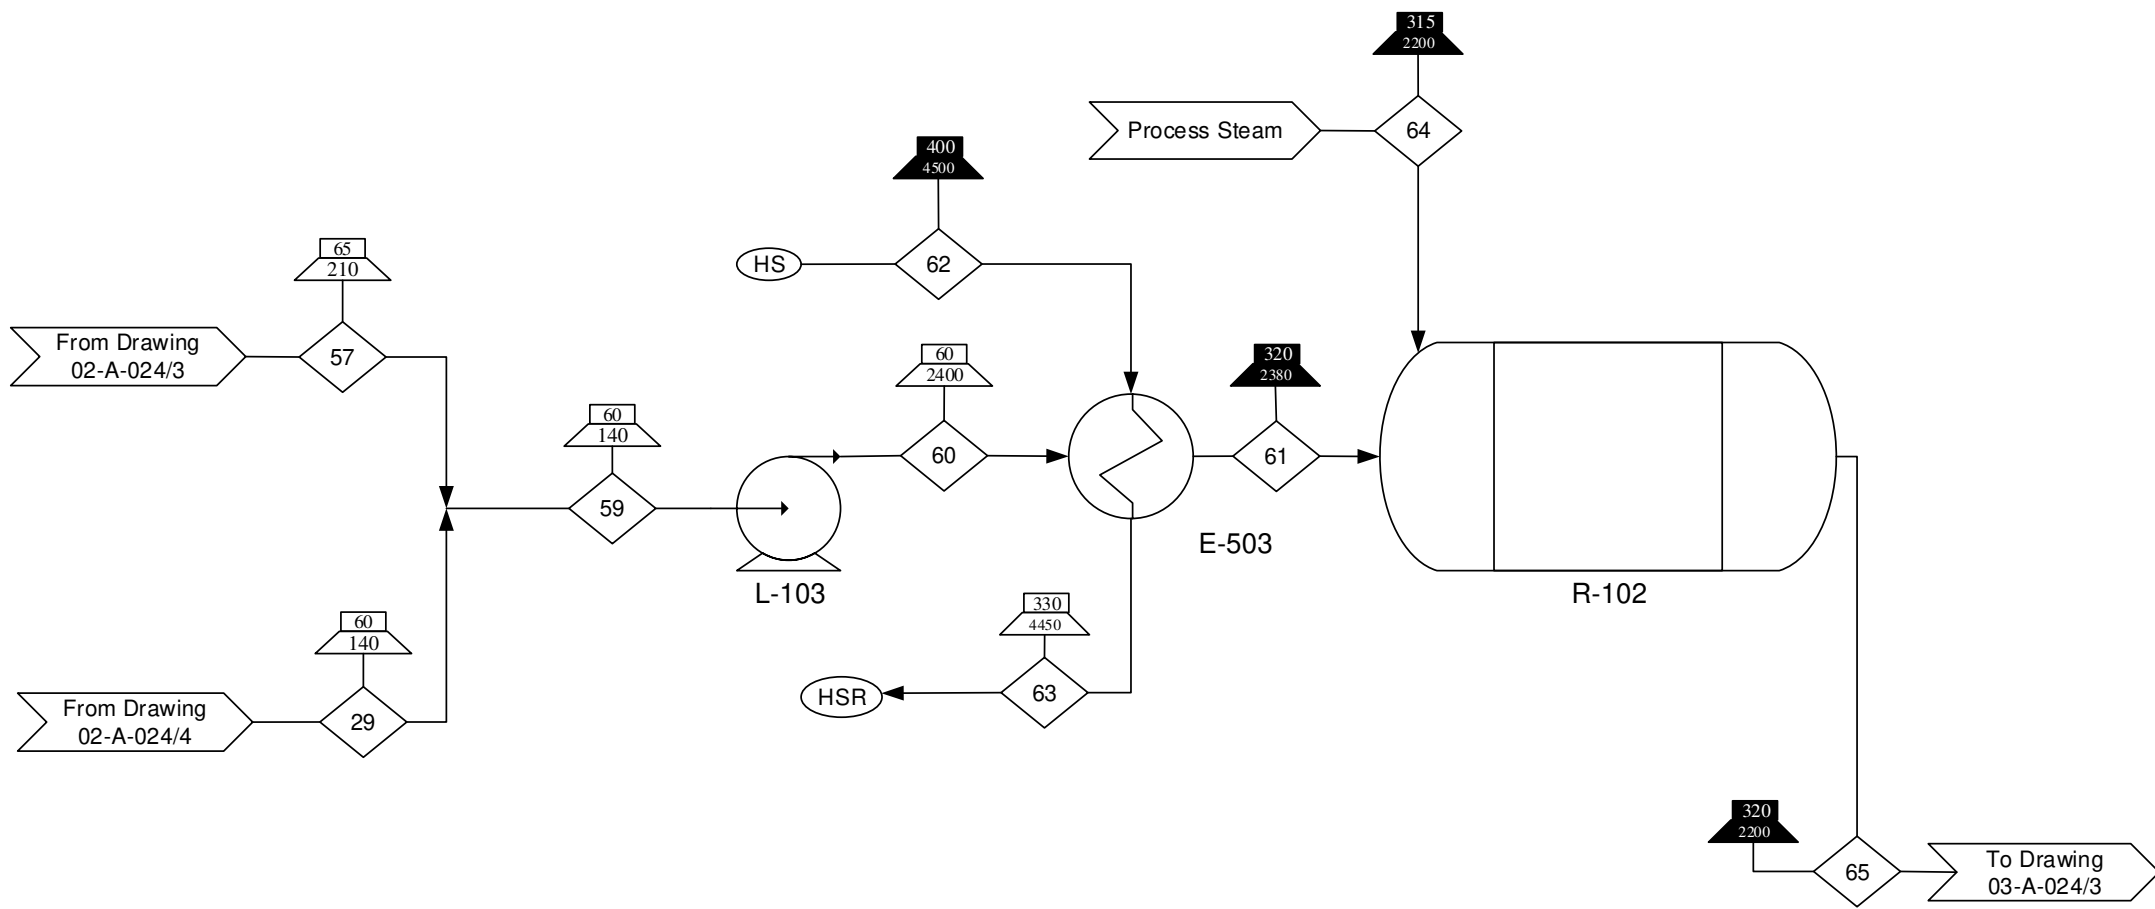 315
2200
Process Steam
64
400
4500
HS
62
65
210
From Drawing
02-A-024/3
57
60
2400
60
320
2380
61
60
140
59
L-103
E-503
R-102
330
4450
HSR
63
60
140
From Drawing
02-A-024/4
29
320
2200
65
To Drawing
03-A-024/3